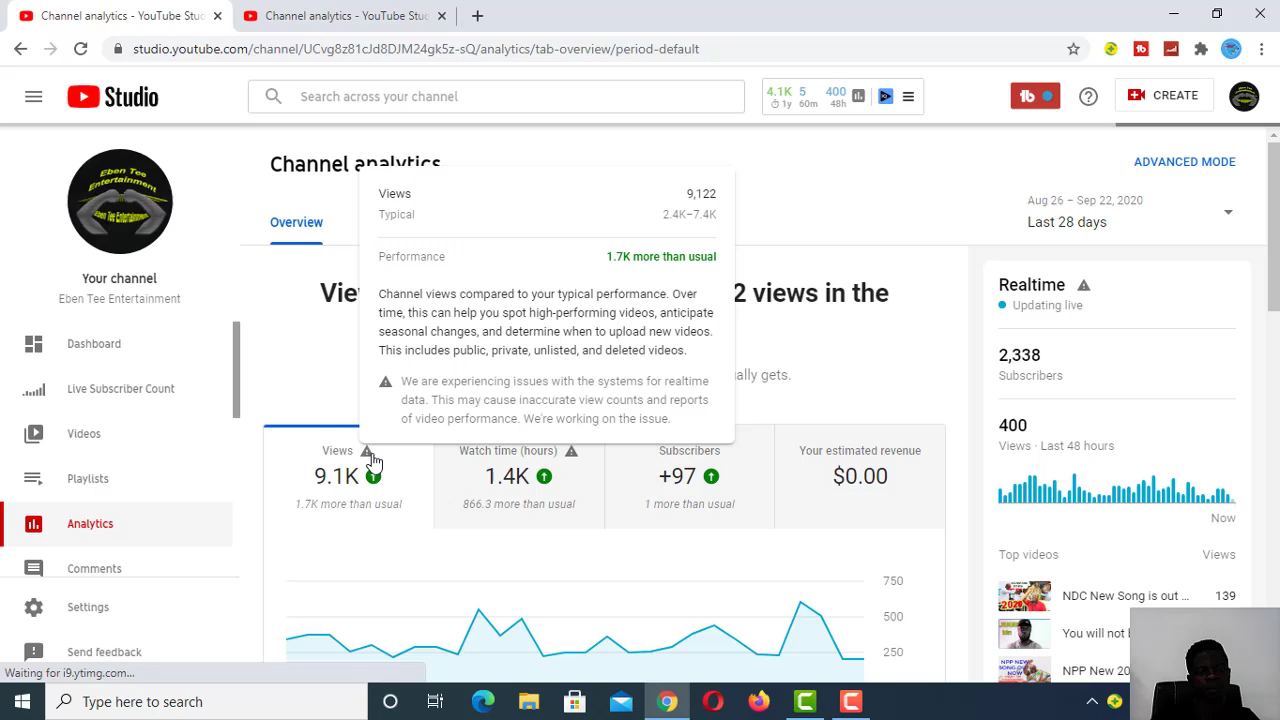 Channel analytics - YouTube Stud
Channel analytics - YouTube Stud
studio.youtube.com/channel/UCvg8z81cJd8DJM24gk5z-sQ/analytics/tab-overview/period-default
Studio
Search across your channel
4.1K 5 400
1y 60m 48h
CREATE
Eben Tee
Entertainment
Eben Tee Entertainment
Your channel
Eben Tee Entertainment
Dashboard
Live Subscriber Count
Videos
Playlists
Analytics
Comments
Settings
Send feedback
Channel analytics
ADVANCED MODE
Overview
Aug 26 – Sep 22, 2020
Last 28 days
Views 9,122
Typical 2.4K–7.4K
Performance 1.7K more than usual
Channel views compared to your typical performance. Over
time, this can help you spot high-performing videos, anticipate
seasonal changes, and determine when to upload new videos.
This includes public, private, unlisted, and deleted videos.
We are experiencing issues with the systems for realtime
data. This may cause inaccurate view counts and reports
of video performance. We're working on the issue.
2 views in the
ually gets.
Views
9.1K
1.7K more than usual
Watch time (hours)
1.4K
866.3 more than usual
Subscribers
+97
1 more than usual
Your estimated revenue
$0.00
750
500
250
Realtime
Updating live
2,338
Subscribers
400
Views · Last 48 hours
Now
Top videos Views
NDC New Song is out ... 139
You will not b
NPP New 20
Waiting for i9.ytimg.com...
Type here to search